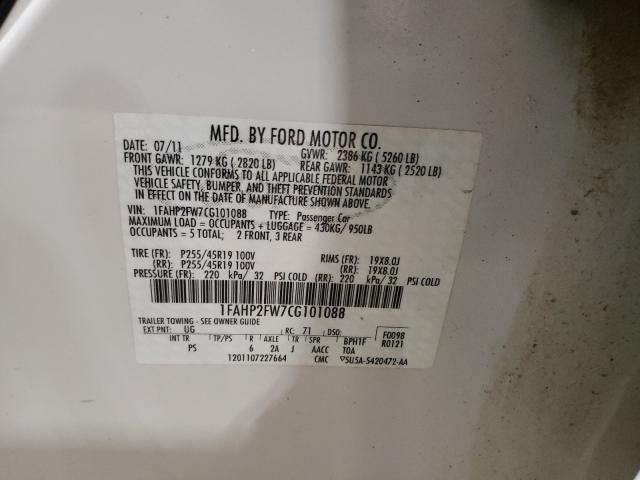 MFD. BY FORD MOTOR CO.
DATE: 07/11 GVWR: 2386 KG ( 5260 LB)
FRONT GAWR: 1279 KG ( 2820 LB) REAR GAWR: 1143 KG ( 2520 LB)
THIS VEHICLE CONFORMS TO ALL APPLICABLE FEDERAL MOTOR
VEHICLE SAFETY, BUMPER, AND THEFT PREVENTION STANDARDS
IN EFFECT ON THE DATE OF MANUFACTURE SHOWN ABOVE.
VIN: 1FAHP2FW7CG101088 TYPE: Passenger Car
MAXIMUM LOAD = OCCUPANTS + LUGGAGE = 430KG/ 950LB
OCCUPANTS = 5 TOTAL; 2 FRONT, 3 REAR
TIRE (FR): P255/45R19 100V RIMS (FR): 19X8.0J
(RR): P255/45R19 100V (RR): 19X8.0J
PRESSURE (FR): 220 kPa/ 32 PSI COLD (RR): 220 kPa/ 32 PSI COLD
1FAHP2FW7CG101088
TRAILER TOWING - SEE OWNER GUIDE
EXT PNT: UG RC: 71 DSO: F0098
INT TR TP/PS R AXLE TR SPR BPH1F R0121
PS 6 2A J AACC T0A
1201107227664 CMC ▽5U5A-5420472-AA